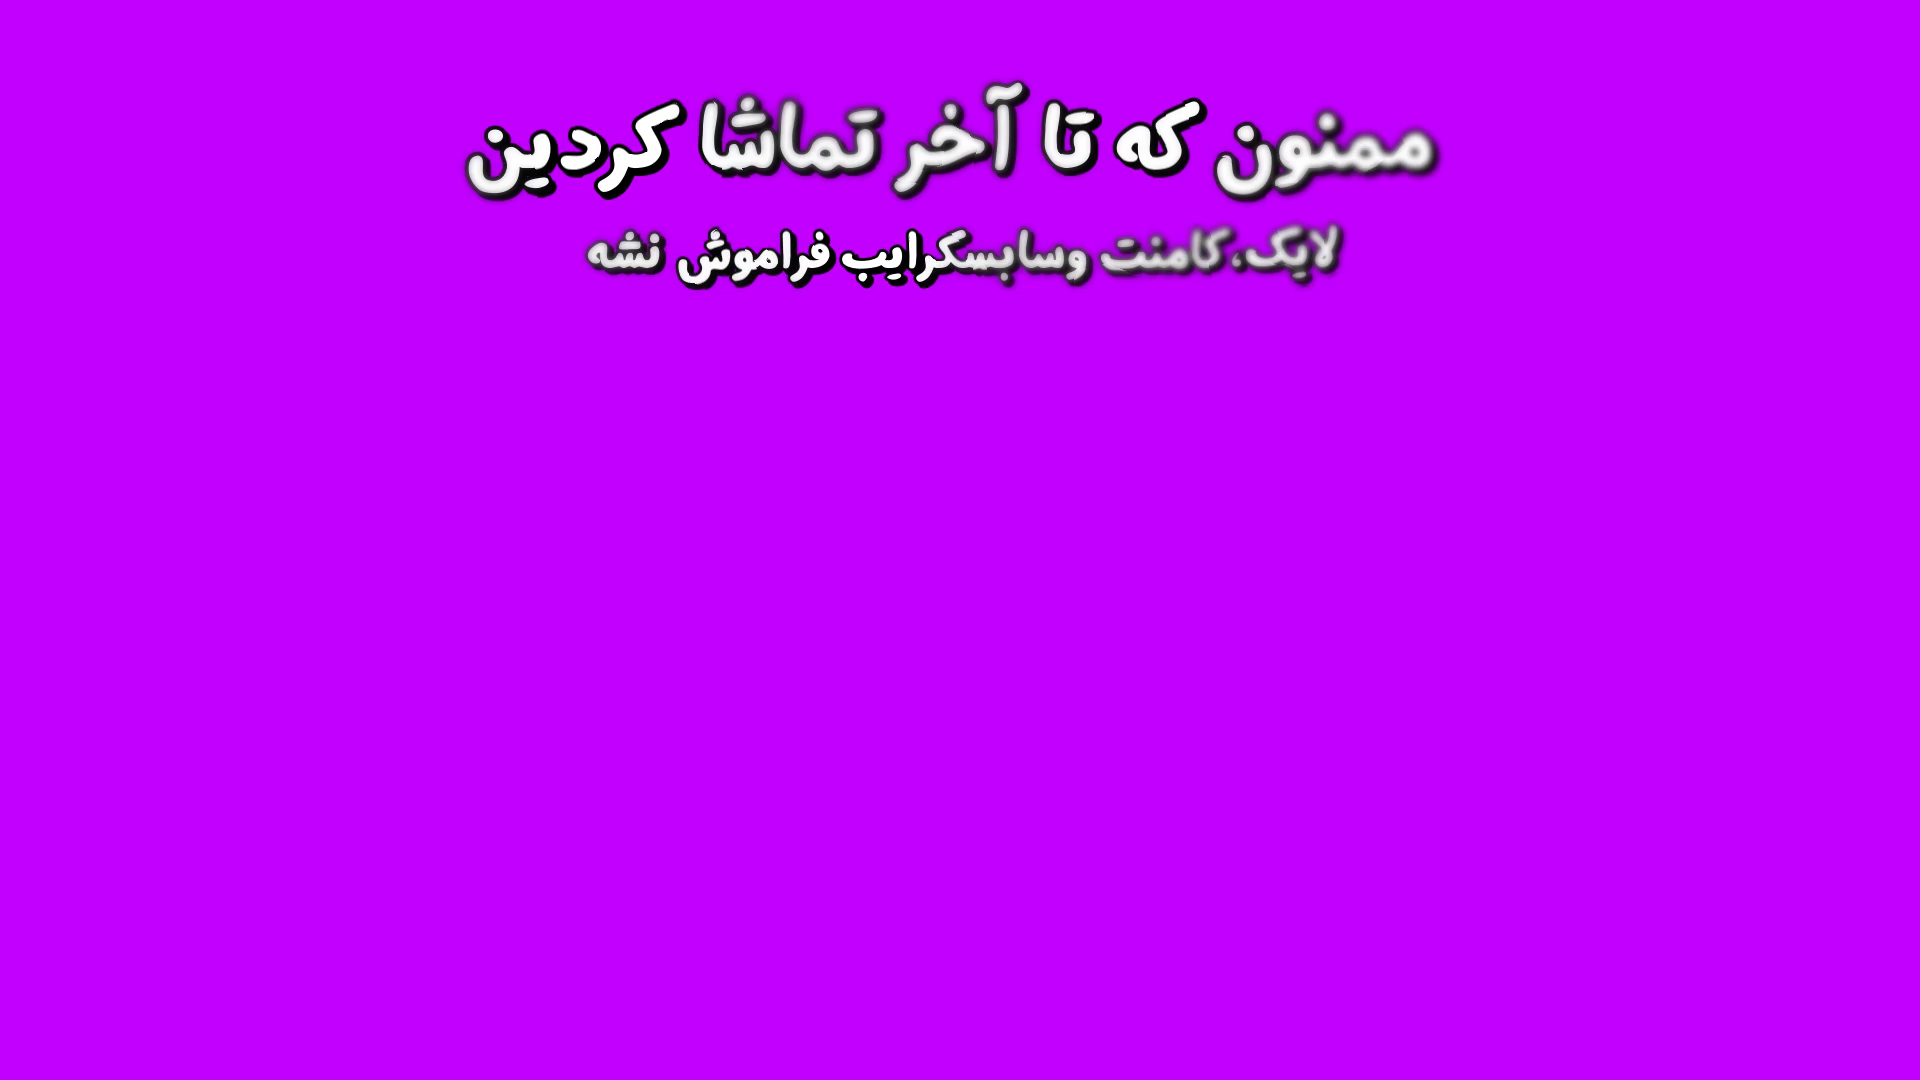 ممنون که تا آخر تماشا کردین
لایک،کامنت وسابسکرایب فراموش نشه